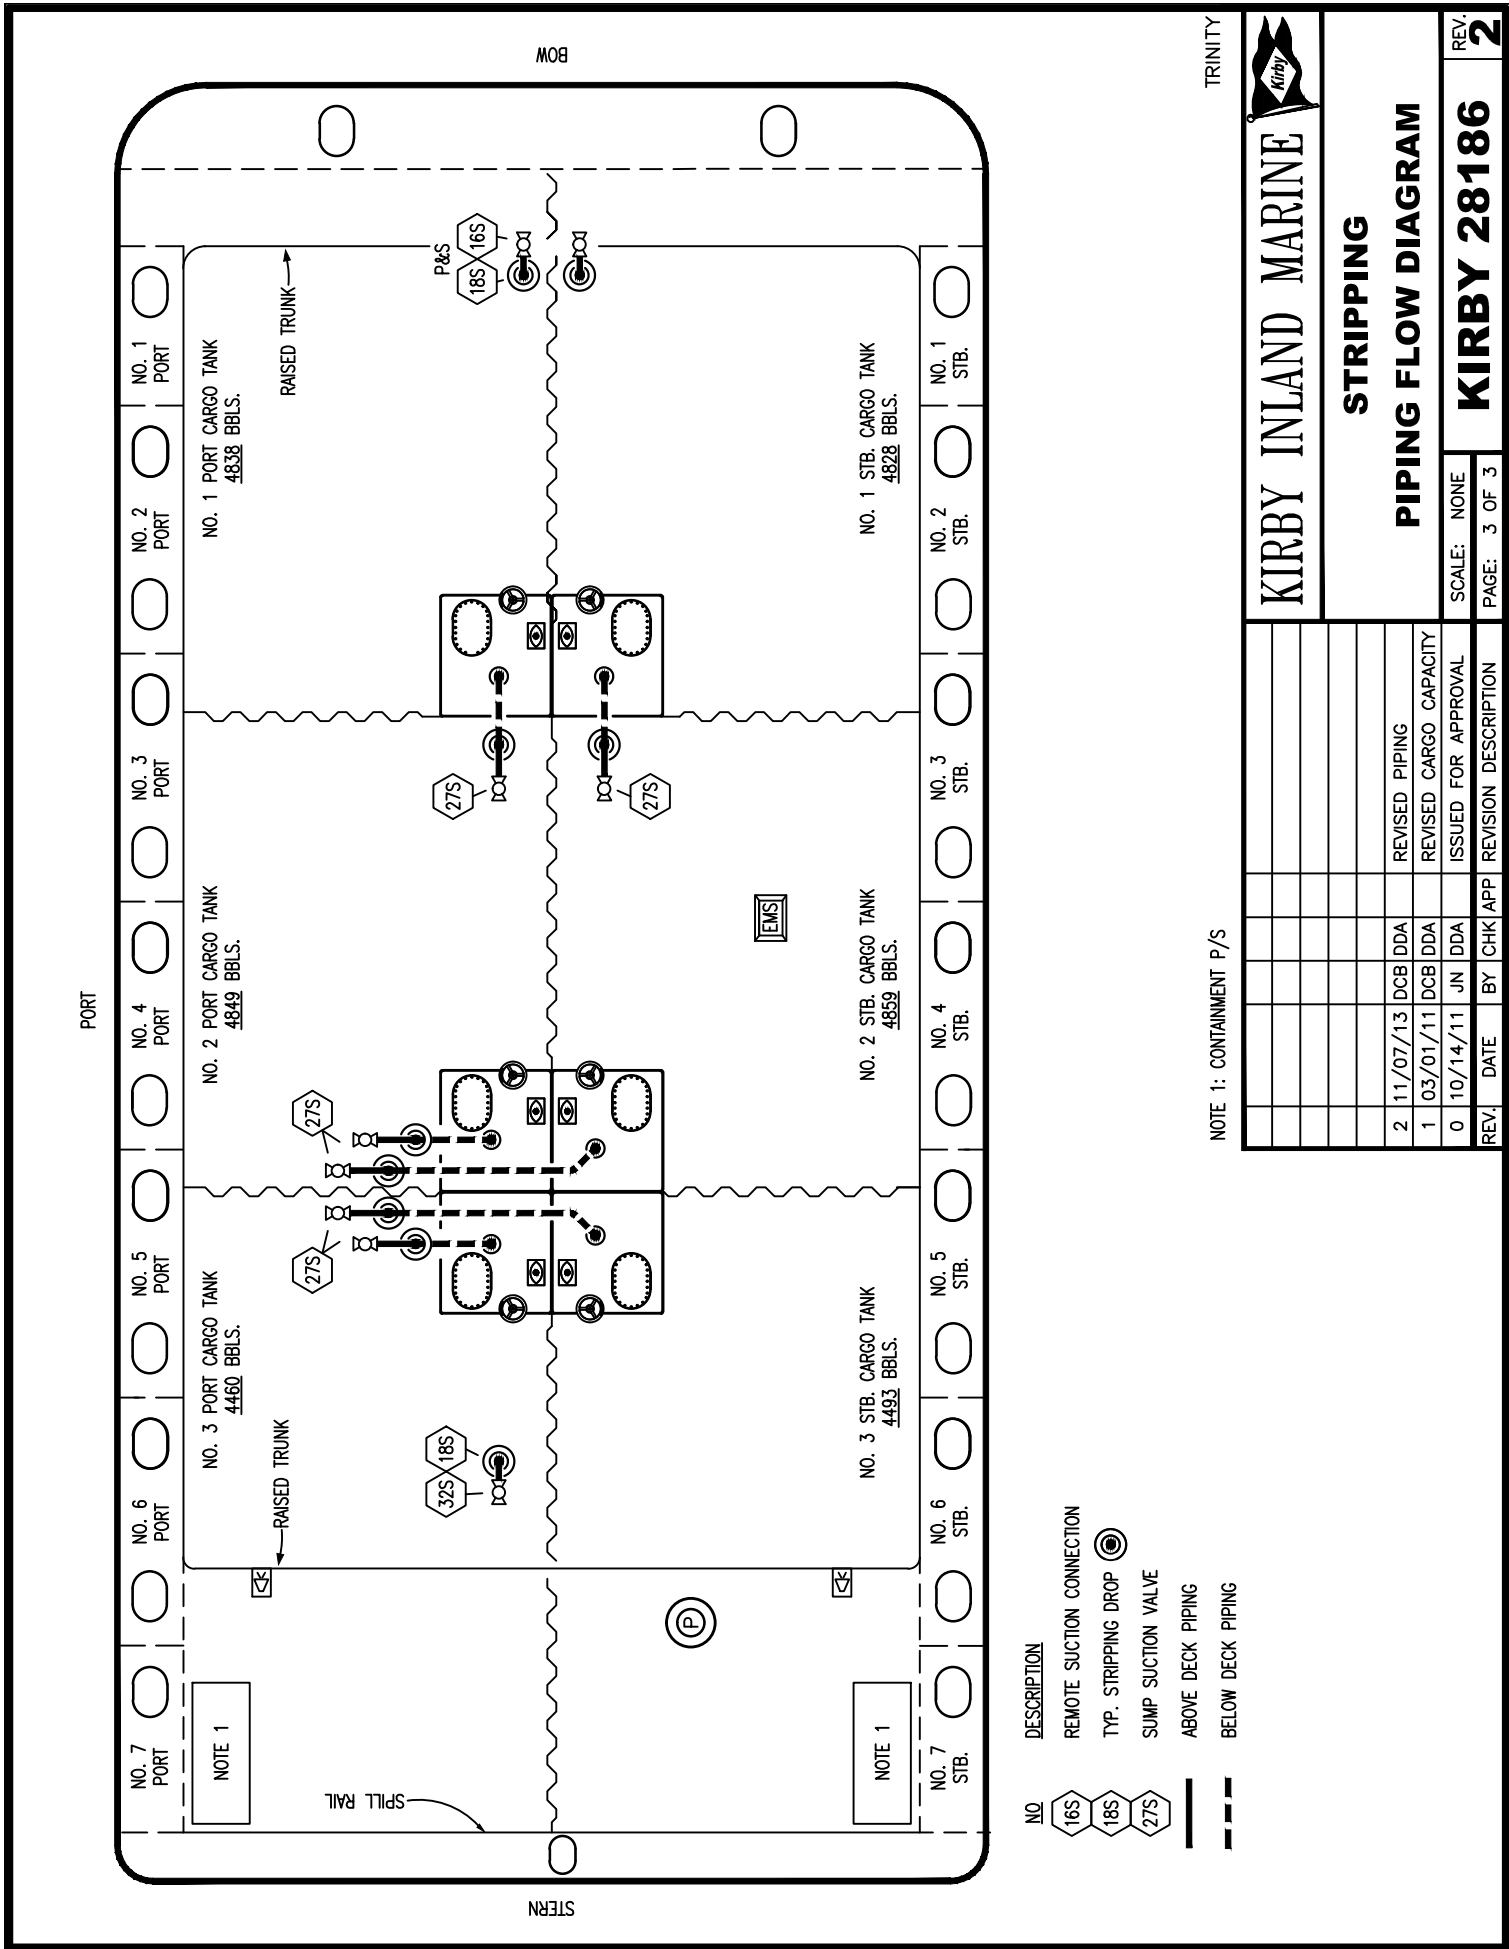 PORT
BOW
STERN
NO. 7
PORT
NO. 6
PORT
NO. 5
PORT
NO. 4
PORT
NO. 3
PORT
NO. 2
PORT
NO. 1
PORT
NOTE 1
SPILL RAIL
RAISED TRUNK
NO. 3 PORT CARGO TANK
4460 BBLS.
NO. 2 PORT CARGO TANK
4849 BBLS.
NO. 1 PORT CARGO TANK
4838 BBLS.
RAISED TRUNK
27S
27S
32S
18S
27S
P&S
18S
16S
27S
P
EMS
NO. 3 STB. CARGO TANK
4493 BBLS.
NO. 2 STB. CARGO TANK
4859 BBLS.
NO. 1 STB. CARGO TANK
4828 BBLS.
NOTE 1
NO. 7
STB.
NO. 6
STB.
NO. 5
STB.
NO. 4
STB.
NO. 3
STB.
NO. 2
STB.
NO. 1
STB.
NO DESCRIPTION
16S REMOTE SUCTION CONNECTION
18S TYP. STRIPPING DROP
27S SUMP SUCTION VALVE
ABOVE DECK PIPING
BELOW DECK PIPING
NOTE 1: CONTAINMENT P/S
TRINITY
2 11/07/13 DCB DDA REVISED PIPING
1 03/01/11 DCB DDA REVISED CARGO CAPACITY
0 10/14/11 JN DDA ISSUED FOR APPROVAL
REV. DATE BY CHK APP REVISION DESCRIPTION
KIRBY INLAND MARINE
Kirby
STRIPPING
PIPING FLOW DIAGRAM
SCALE: NONE
PAGE: 3 OF 3
KIRBY 28186
REV.
2